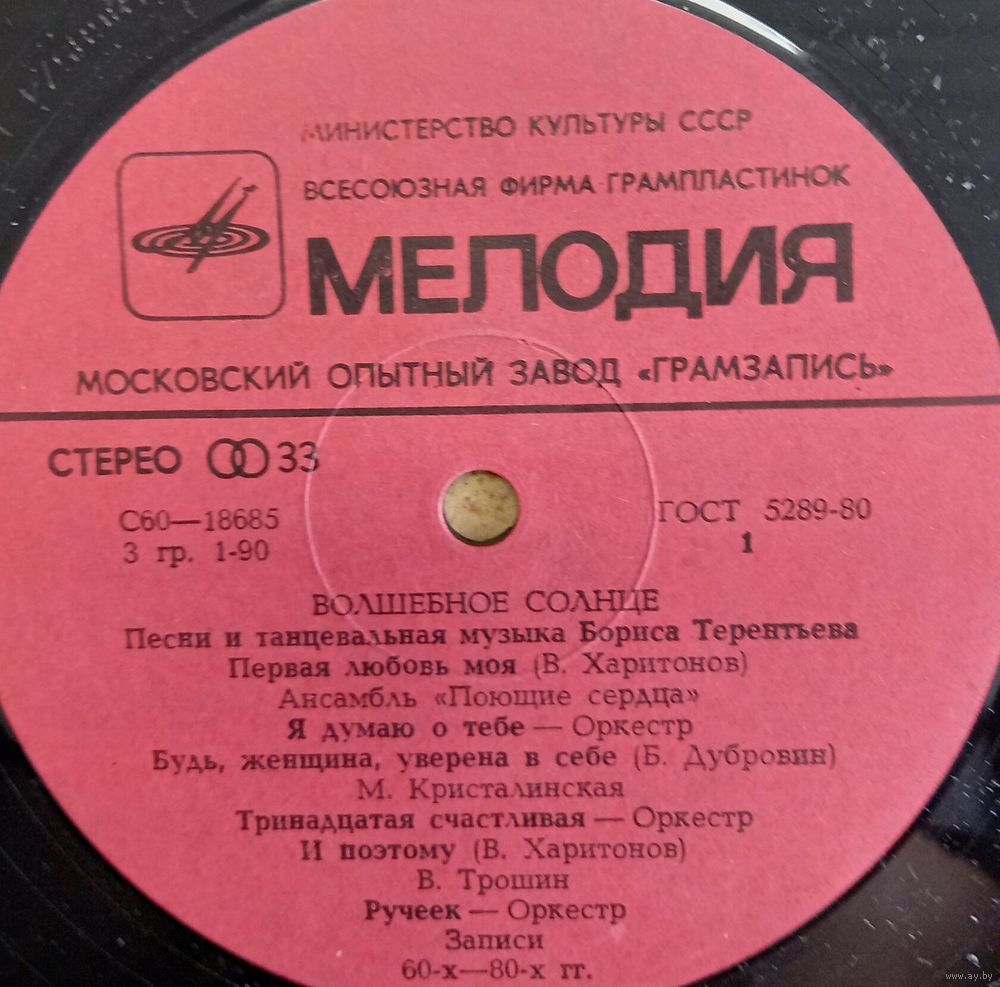 МИНИСТЕРСТВО КУЛЬТУРЫ СССР
ВСЕСОЮЗНАЯ ФИРМА ГРАМПЛАСТИНОК
МЕЛОДИЯ
МОСКОВСКИЙ ОПЫТНЫЙ ЗАВОД «ГРАМЗАПИСЬ»
СТЕРЕО 33
С60—18685
3 гр. 1-90
ГОСТ 5289-80
1
ВОЛШЕБНОЕ СОЛНЦЕ
Песни и танцевальная музыка Бориса Терентьева
Первая любовь моя (В. Харитонов)
Ансамбль «Поющие сердца»
Я думаю о тебе — Оркестр
Будь, женщина, уверена в себе (Б. Дубровин)
М. Кристалинская
Тринадцатая счастливая — Оркестр
И поэтому (В. Харитонов)
В. Трошин
Ручеек — Оркестр
Записи
60-х—80-х гг.
www.ay.by